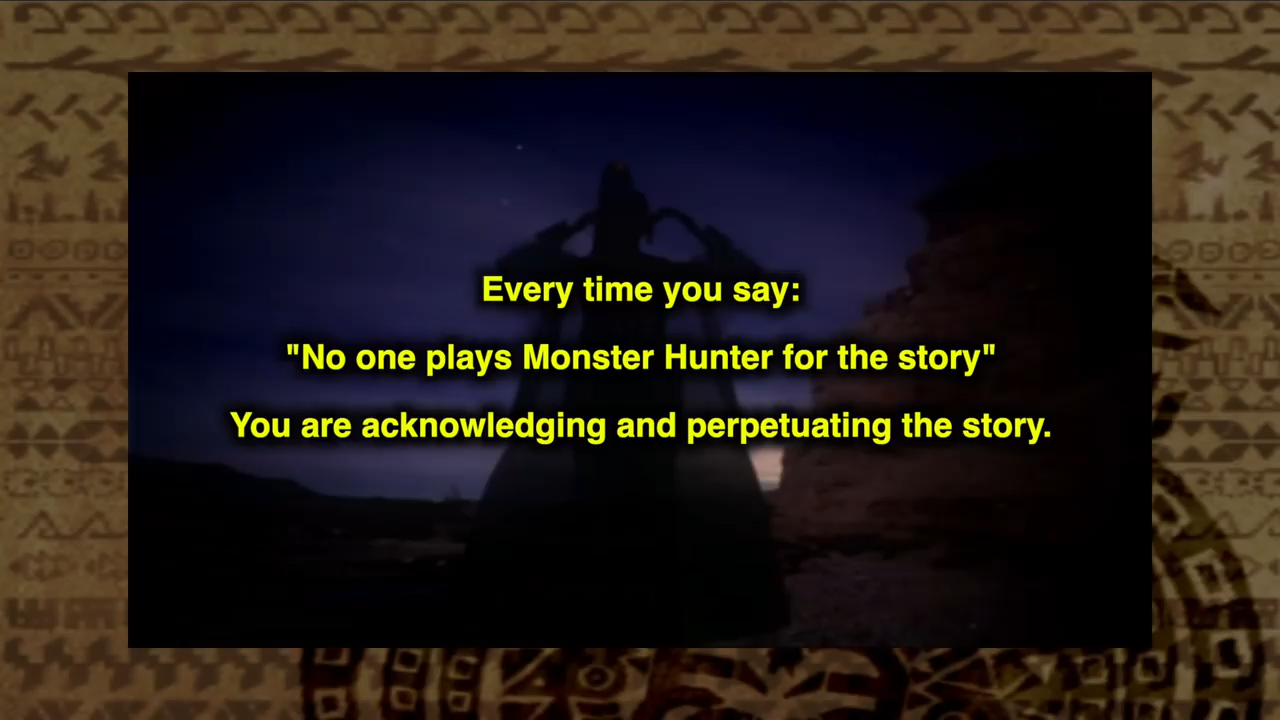 Every time you say:
"No one plays Monster Hunter for the story"
You are acknowledging and perpetuating the story.